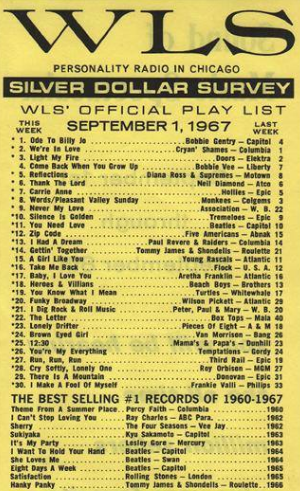 WLS
PERSONALITY RADIO IN CHICAGO
SILVER DOLLAR SURVEY
WLS' OFFICIAL PLAY LIST
THIS WEEK SEPTEMBER 1, 1967 LAST WEEK
* 1. Ode To Billy Jo Bobbie Gentry – Capitol 4
* 2. We're In Love Cryan' Shames – Columbia 1
* 3. Light My Fire Doors – Elektra 2
* 4. Come Back When You Grow Up Bobby Vee – Liberty 7
* 5. Reflections Diana Ross & Supremes – Motown
* 6. Thank The Lord Neil Diamond – Atco 6
* 7. Carrie Anne Hollies – Epic 5
* 8. Words/Pleasant Valley Sunday Monkees – Colgems 3
* 9. Never My Love Association – W. B. 22
*10. Silence Is Golden Tremeloes – Epic 9
*11. You Need Love Beatles – Capitol 10
*12. Zip Code Five Americans – Abnak 15
*13. I Had A Dream Paul Revere & Raiders – Columbia 14
*14. Gettin' Together Tommy James & Shondells – Roulette
*15. A Girl Like You Young Rascals – Atlantic 11
*16. Take Me Back Flock – U. S. A. 12
*17. Baby, I Love You Aretha Franklin – Atlantic 16
*18. Heroes & Villians Beach Boys – Brothers 13
*19. You Know What I Mean Turtles – Whitewhale 17
*20. Funky Broadway Wilson Pickett – Atlantic 29
*21. I Dig Rock & Roll Music Peter, Paul & Mary – W. B. 20
*22. The Letter Box Tops – Mala 40
*23. Lonely Drifter Pieces Of Eight – A & M 18
*24. Brown Eyed Girl Van Morrison – Bang 26
*25. 12:30 Mama's & Papa's – Dunhill 27
*26. You're My Everything Temptations – Gordy 24
*27. Run, Run, Run Third Rail – Epic 19
*28. Cry Softly, Lonely One Roy Orbison – MGM 27
*29. There Is A Mountain Donovan – Epic 31
*30. I Make A Fool Of Myself Frankie Valli – Philips 33
THE BEST SELLING #1 RECORDS OF 1960-1967
Theme From A Summer Place Percy Faith – Columbia 1960
I Can't Stop Loving You Ray Charles – ABC Para. 1962
Sherry The Four Seasons – Vee Jay 1962
Sukiyaka Kyu Sakamoto – Capitol 1963
It's My Party Lesley Gore – Mercury 1963
I Want To Hold Your Hand Beatles – Capitol 1964
She Loves Me Beatles – Swan 1964
Eight Days A Week Beatles – Capitol 1965
Satisfaction Rolling Stones – London 1965
Hanky Panky Tommy James & Shondells – Roulette 1966